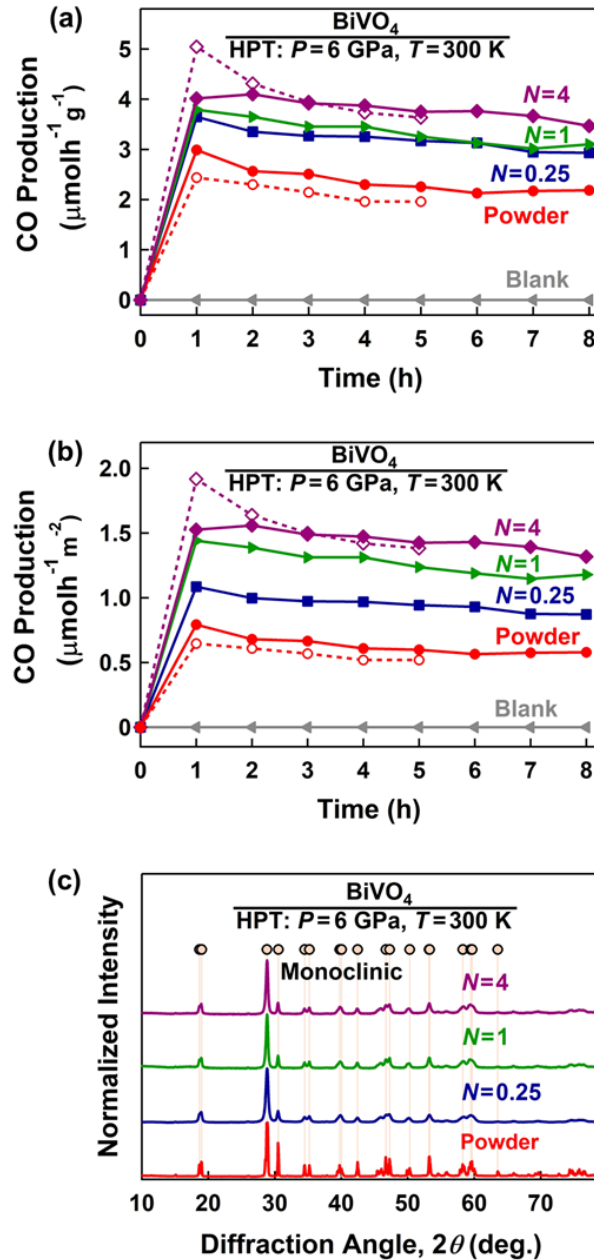 (a)
BiVO₄
HPT: P = 6 GPa, T = 300 K
CO Production
(μmolh⁻¹ g⁻¹)
6
5
4
3
2
1
0
N=4
N=1
N=0.25
Powder
Blank
0 1 2 3 4 5 6 7 8
Time (h)
(b)
BiVO₄
HPT: P = 6 GPa, T = 300 K
CO Production
(μmolh⁻¹ m⁻²)
2.0
1.5
1.0
0.5
0
N=4
N=1
N=0.25
Powder
Blank
0 1 2 3 4 5 6 7 8
Time (h)
(c)
BiVO₄
HPT: P = 6 GPa, T = 300 K
Normalized Intensity
Monoclinic
N=4
N=1
N=0.25
Powder
10 20 30 40 50 60 70
Diffraction Angle, 2θ (deg.)